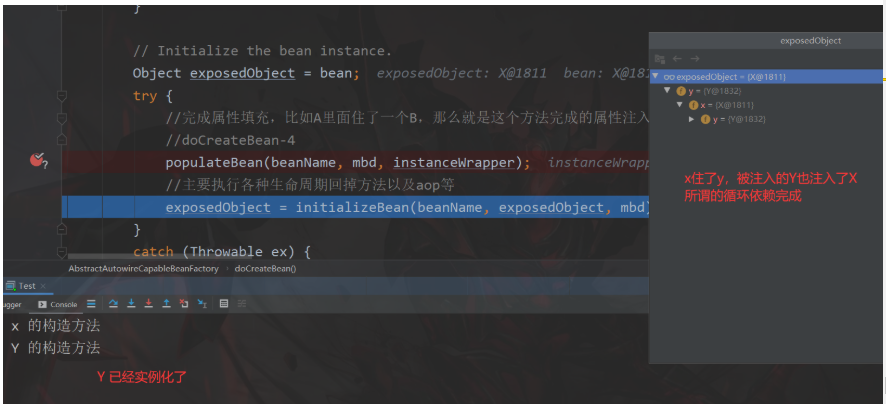 }
// Initialize the bean instance.
Object exposedObject = bean; exposedObject: X@1811 bean: X@181
try {
//完成属性填充，比如A里面住了一个B，那么就是这个方法完成的属性注入
//doCreateBean-4
populateBean(beanName, mbd, instanceWrapper); instanceWrapp
//主要执行各种生命周期回掉方法以及aop等
exposedObject = initializeBean(beanName, exposedObject, mbd)
}
catch (Throwable ex) {
AbstractAutowireCapableBeanFactory › doCreateBean()
exposedObject
exposedObject = {X@1811}
y = {Y@1832}
x = {X@1811}
y = {Y@1832}
x住了y，被注入的Y也注入了X
所谓的循环依赖完成
Test ×
ugger Console
x 的构造方法
Y 的构造方法
Y 已经实例化了